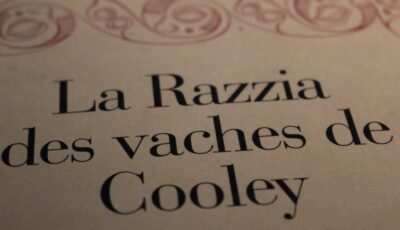 La Razzia
des vaches de
Cooley